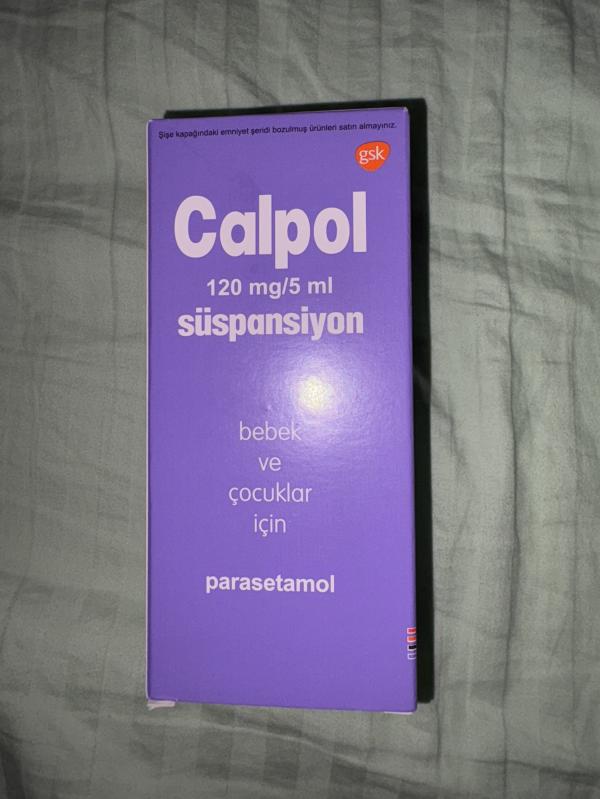 Şişe kapağındaki emniyet şeridi bozulmuş ürünleri satın almayınız.
gsk
Calpol
120 mg/5 ml
süspansiyon
bebek
ve
çocuklar
için
parasetamol